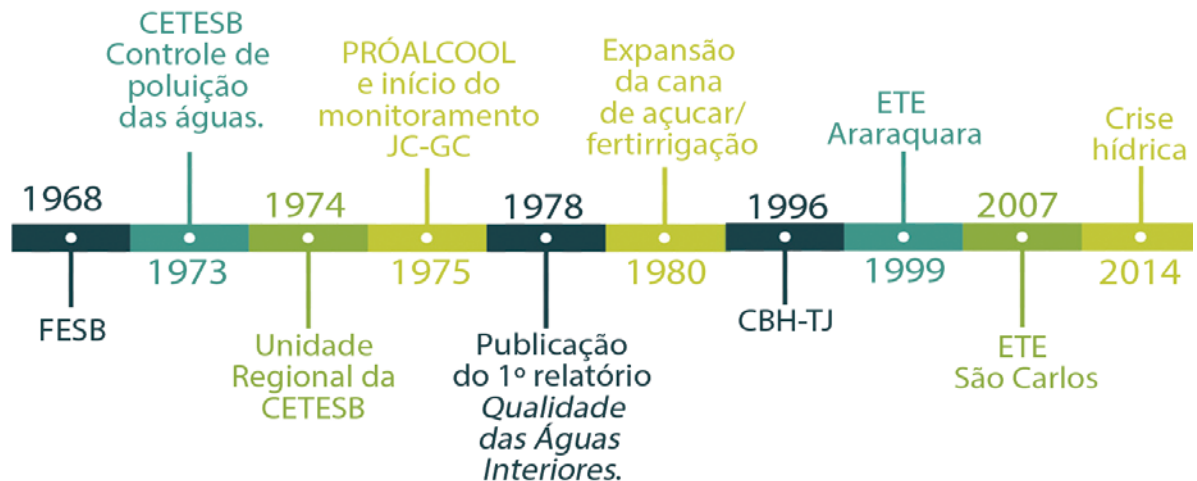 1968
FESB
CETESB
Controle de
poluição
das águas.
1973
1974
Unidade
Regional da
CETESB
PRÓALCOOL
e início do
monitoramento
JC-GC
1975
1978
Publicação
do 1º relatório
Qualidade
das Águas
Interiores.
Expansão
da cana
de açucar/
fertirrigação
1980
1996
CBH-TJ
ETE
Araraquara
1999
2007
ETE
São Carlos
Crise
hídrica
2014